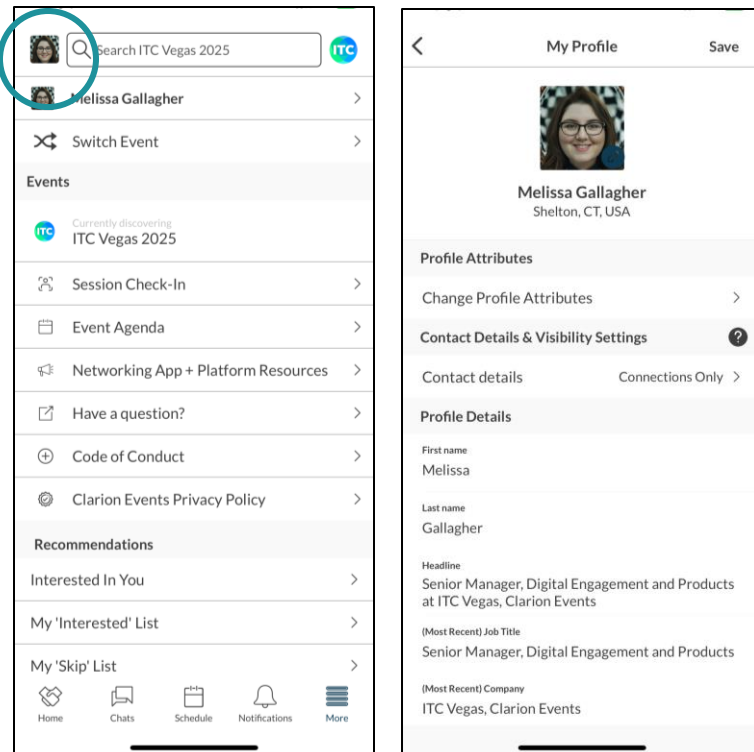 Search ITC Vegas 2025
ITC
Melissa Gallagher
Switch Event
Events
ITC
Currently discovering
ITC Vegas 2025
Session Check-In
Event Agenda
Networking App + Platform Resources
Have a question?
Code of Conduct
Clarion Events Privacy Policy
Recommendations
Interested In You
My 'Interested' List
My 'Skip' List
Home
Chats
Schedule
Notifications
More
My Profile
Save
Melissa Gallagher
Shelton, CT, USA
Profile Attributes
Change Profile Attributes
Contact Details & Visibility Settings
?
Contact details
Connections Only
Profile Details
First name
Melissa
Last name
Gallagher
Headline
Senior Manager, Digital Engagement and Products
at ITC Vegas, Clarion Events
(Most Recent) Job Title
Senior Manager, Digital Engagement and Products
(Most Recent) Company
ITC Vegas, Clarion Events